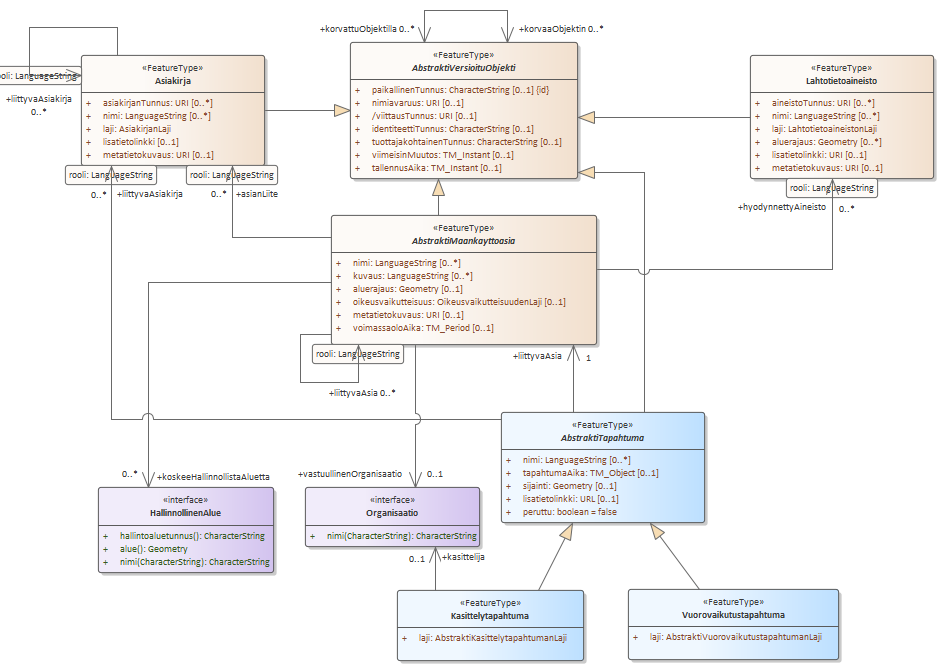 +korvattuObjektilla 0..*
+korvaaObjektin 0..*
«FeatureType»
Asiakirja
+ asiakirjanTunnus: URI [0..*]
+ nimi: LanguageString [0..*]
+ laji: AsiakirjanLaji
+ lisatietolinkki [0..1]
+ metatietokuvaus: URI [0..1]
oli: LanguageString
+liittyvaAsiakirja
0..*
rooli: LanguageString
0..* +liittyvaAsiakirja
rooli: LanguageString
0..* +asianLiite
«FeatureType»
AbstraktiVersioituObjekti
+ paikallinenTunnus: CharacterString [0..1] {id}
+ nimiavaruus: URI [0..1]
+ /viittausTunnus: URI [0..1]
+ identiteettiTunnus: CharacterString [0..1]
+ tuottajakohtainenTunnus: CharacterString [0..1]
+ viimeisinMuutos: TM_Instant [0..1]
+ tallennusAika: TM_Instant [0..1]
«FeatureType»
Lahtotietoaineisto
+ aineistoTunnus: URI [0..*]
+ nimi: LanguageString [0..*]
+ laji: LahtotietoaineistonLaji
+ aluerajaus: Geometry [0..*]
+ lisatietolinkki: URI [0..1]
+ metatietokuvaus: URI [0..1]
rooli: LanguageString
+hyodynnettyAineisto 0..*
«FeatureType»
AbstraktiMaankayttoasia
+ nimi: LanguageString [0..*]
+ kuvaus: LanguageString [0..*]
+ aluerajaus: Geometry [0..1]
+ oikeusvaikutteisuus: OikeusvaikutteisuudenLaji [0..1]
+ metatietokuvaus: URI [0..1]
+ voimassaoloAika: TM_Period [0..1]
rooli: LanguageString
+liittyvaAsia 0..*
+liittyvaAsia 1
«FeatureType»
AbstraktiTapahtuma
+ nimi: LanguageString [0..*]
+ tapahtumaAika: TM_Object [0..1]
+ sijainti: Geometry [0..1]
+ lisatietolinkki: URL [0..1]
+ peruttu: boolean = false
0..* +koskeeHallinnollistaAluetta
+vastuullinenOrganisaatio 0..1
«interface»
HallinnollinenAlue
+ hallintoaluetunnus(): CharacterString
+ alue(): Geometry
+ nimi(CharacterString): CharacterString
«interface»
Organisaatio
+ nimi(CharacterString): CharacterString
0..1 +kasittelija
«FeatureType»
Kasittelytapahtuma
+ laji: AbstraktiKasittelytapahtumanLaji
«FeatureType»
Vuorovaikutustapahtuma
+ laji: AbstraktiVuorovaikutustapahtumanLaji